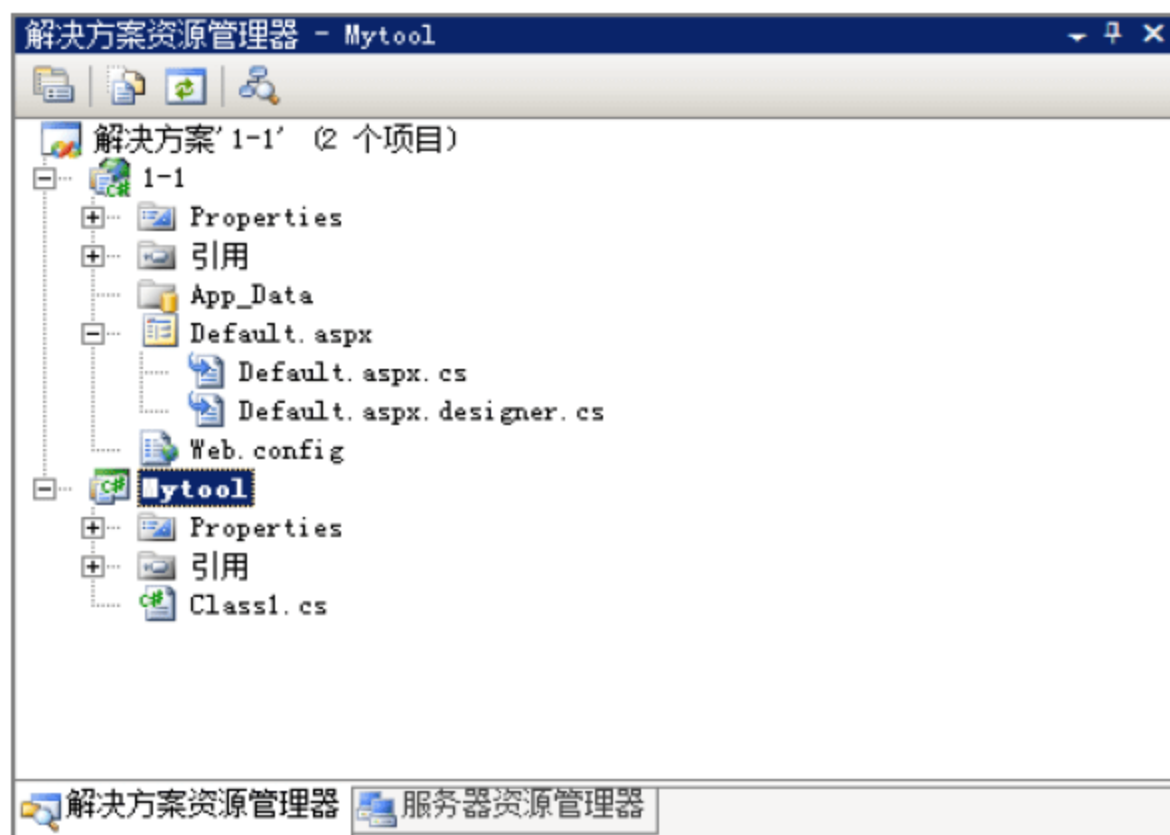 解决方案资源管理器 - Mytool
解决方案'1-1' (2 个项目)
1-1
Properties
引用
App_Data
Default.aspx
Default.aspx.cs
Default.aspx.designer.cs
Web.config
Mytool
Properties
引用
Class1.cs
解决方案资源管理器 服务器资源管理器